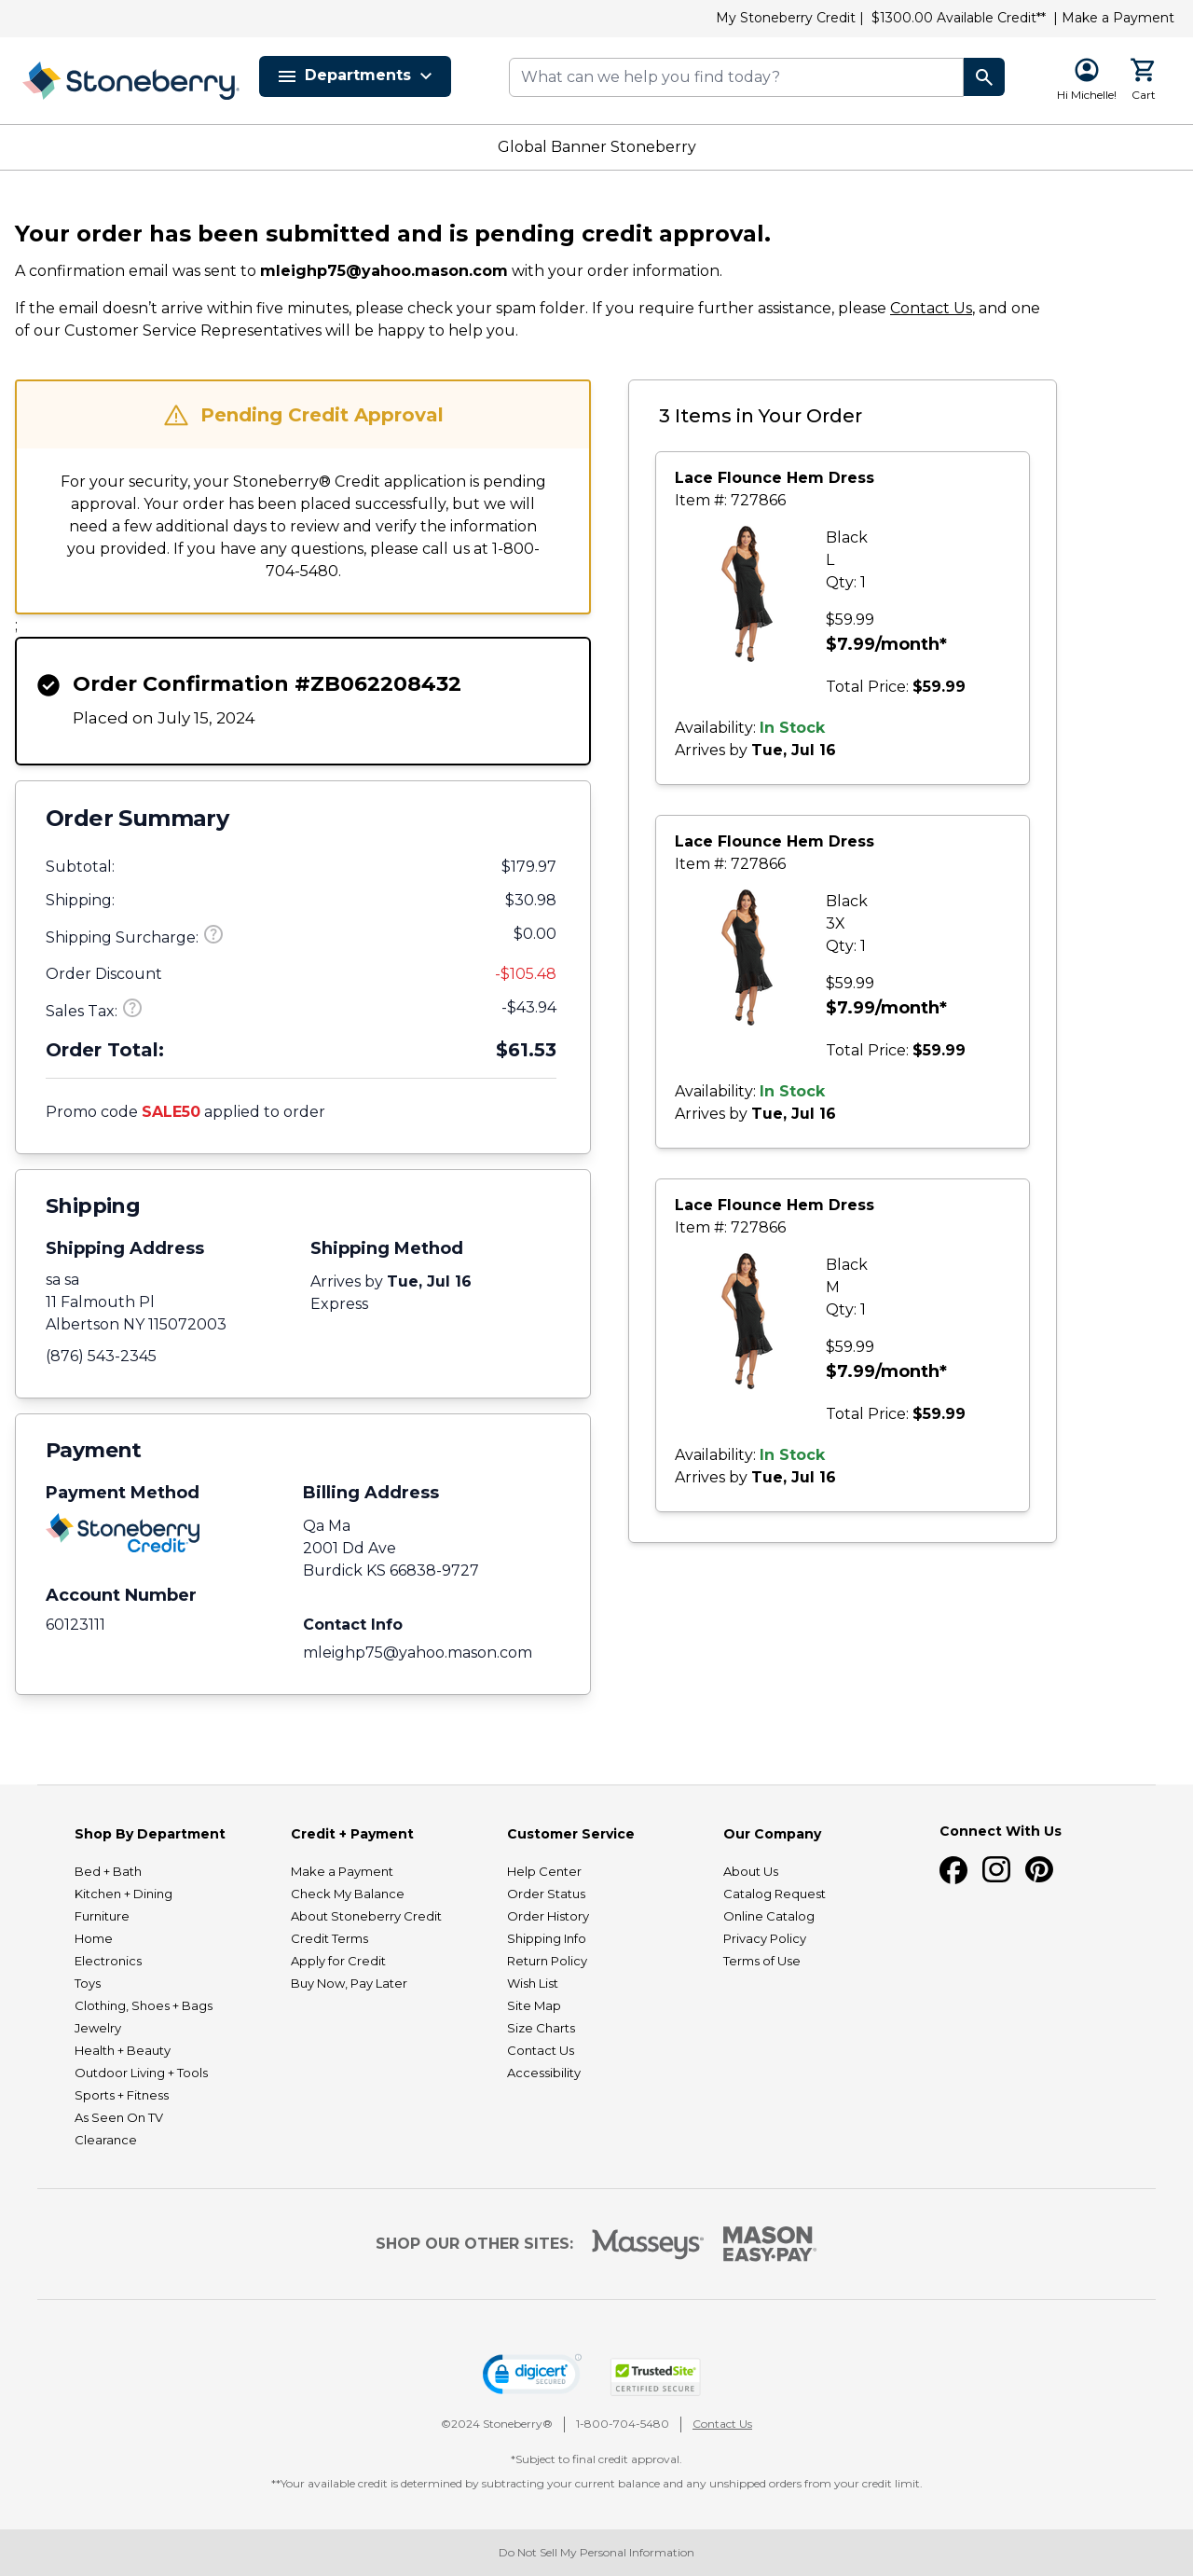 My Stoneberry Credit | $1300.00 Available Credit** | Make a Payment
Stoneberry
Departments
What can we help you find today?
Hi Michelle!
Cart
Global Banner Stoneberry
Your order has been submitted and is pending credit approval.
A confirmation email was sent to mleighp75@yahoo.mason.com with your order information.
If the email doesn’t arrive within five minutes, please check your spam folder. If you require further assistance, please Contact Us, and one
of our Customer Service Representatives will be happy to help you.
Pending Credit Approval
For your security, your Stoneberry® Credit application is pending
approval. Your order has been placed successfully, but we will
need a few additional days to review and verify the information
you provided. If you have any questions, please call us at 1-800-
704-5480.
;
Order Confirmation #ZB062208432
Placed on July 15, 2024
Order Summary
Subtotal: $179.97
Shipping: $30.98
Shipping Surcharge: ? $0.00
Order Discount -$105.48
Sales Tax: ? -$43.94
Order Total: $61.53
Promo code SALE50 applied to order
Shipping
Shipping Address
sa sa
11 Falmouth Pl
Albertson NY 115072003
(876) 543-2345
Shipping Method
Arrives by Tue, Jul 16
Express
Payment
Payment Method
Stoneberry
Credit
Account Number
60123111
Billing Address
Qa Ma
2001 Dd Ave
Burdick KS 66838-9727
Contact Info
mleighp75@yahoo.mason.com
3 Items in Your Order
Lace Flounce Hem Dress
Item #: 727866
Black
L
Qty: 1
$59.99
$7.99/month*
Total Price: $59.99
Availability: In Stock
Arrives by Tue, Jul 16
Lace Flounce Hem Dress
Item #: 727866
Black
3X
Qty: 1
$59.99
$7.99/month*
Total Price: $59.99
Availability: In Stock
Arrives by Tue, Jul 16
Lace Flounce Hem Dress
Item #: 727866
Black
M
Qty: 1
$59.99
$7.99/month*
Total Price: $59.99
Availability: In Stock
Arrives by Tue, Jul 16
Shop By Department
Bed + Bath
Kitchen + Dining
Furniture
Home
Electronics
Toys
Clothing, Shoes + Bags
Jewelry
Health + Beauty
Outdoor Living + Tools
Sports + Fitness
As Seen On TV
Clearance
Credit + Payment
Make a Payment
Check My Balance
About Stoneberry Credit
Credit Terms
Apply for Credit
Buy Now, Pay Later
Customer Service
Help Center
Order Status
Order History
Shipping Info
Return Policy
Wish List
Site Map
Size Charts
Contact Us
Accessibility
Our Company
About Us
Catalog Request
Online Catalog
Privacy Policy
Terms of Use
Connect With Us
SHOP OUR OTHER SITES:
Masseys®
MASON
EASY•PAY®
digicert
SECURED
TrustedSite
CERTIFIED SECURE
©2024 Stoneberry® | 1-800-704-5480 | Contact Us
*Subject to final credit approval.
**Your available credit is determined by subtracting your current balance and any unshipped orders from your credit limit.
Do Not Sell My Personal Information